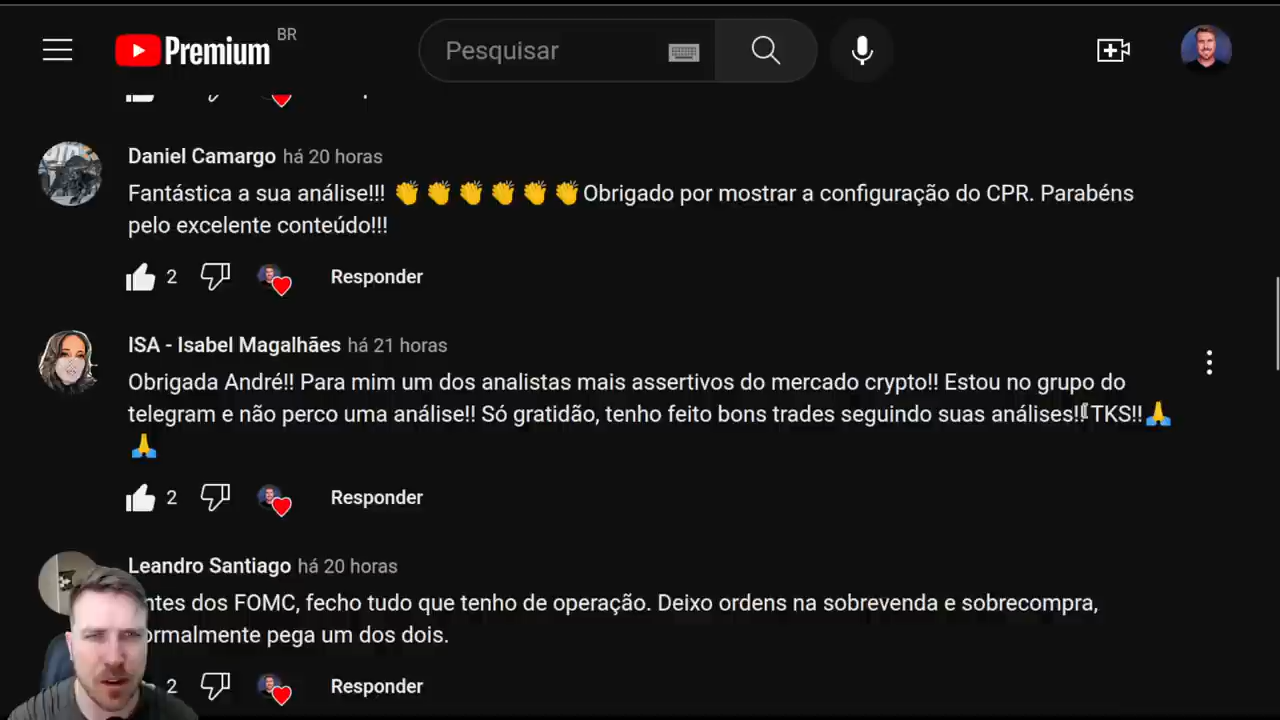 Premium BR
Pesquisar
Daniel Camargo há 20 horas
Fantástica a sua análise!!! 👏👏👏👏👏👏Obrigado por mostrar a configuração do CPR. Parabéns
pelo excelente conteúdo!!!
2 Responder
ISA - Isabel Magalhães há 21 horas
Obrigada André!! Para mim um dos analistas mais assertivos do mercado crypto!! Estou no grupo do
telegram e não perco uma análise!! Só gratidão, tenho feito bons trades seguindo suas análises!! TKS!!🙏
🙏
2 Responder
Leandro Santiago há 20 horas
ntes dos FOMC, fecho tudo que tenho de operação. Deixo ordens na sobrevenda e sobrecompra,
ormalmente pega um dos dois.
2 Responder